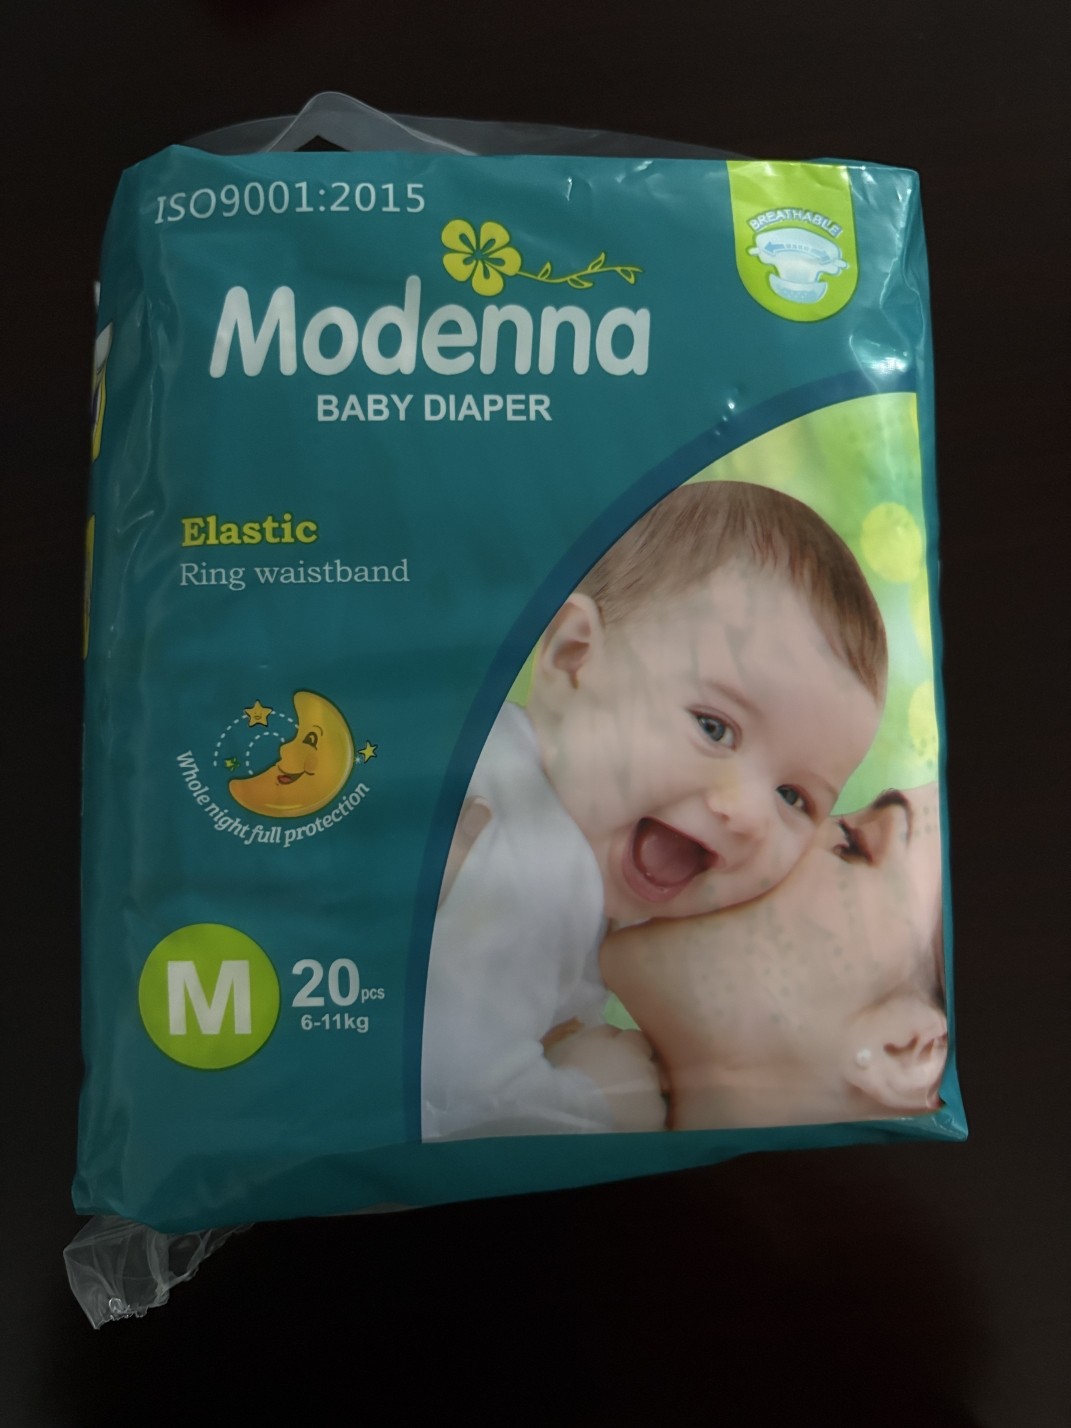 ISO9001:2015
BREATHABLE!
Modenna
BABY DIAPER
Elastic
Ring waistband
Whole night full protection
M
20pcs
6-11kg